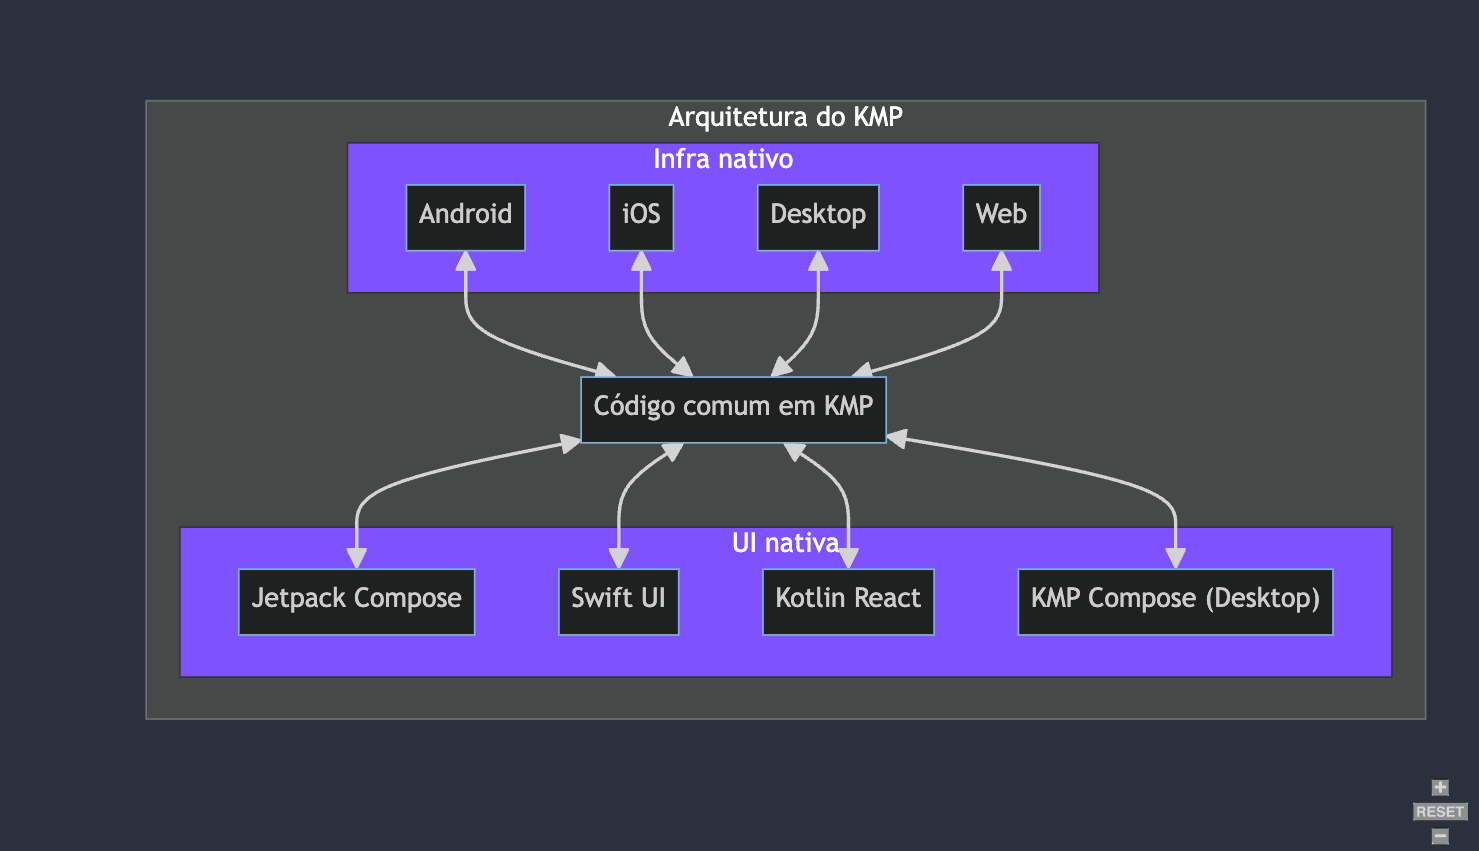 Arquitetura do KMP
Infra nativo
Android
iOS
Desktop
Web
Código comum em KMP
UI nativa
Jetpack Compose
Swift UI
Kotlin React
KMP Compose (Desktop)
+
RESET
−